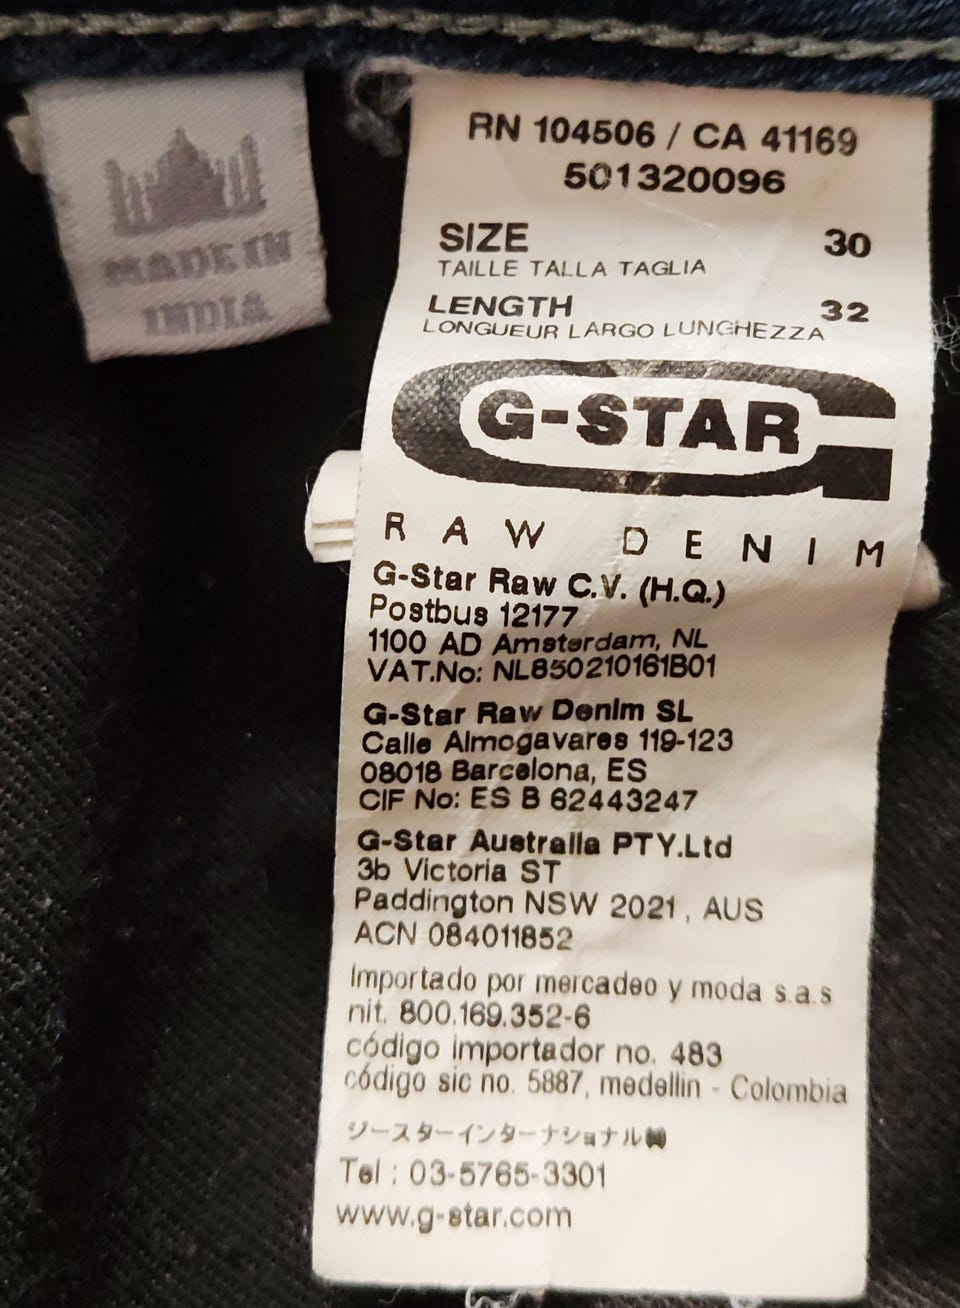 MADE IN
INDIA
RN 104506 / CA 41169
501320096
SIZE 30
TAILLE TALLA TAGLIA
LENGTH 32
LONGUEUR LARGO LUNGHEZZA
G-STAR
RAW DENIM
G-Star Raw C.V. (H.Q.)
Postbus 12177
1100 AD Amsterdam, NL
VAT.No: NL850210161B01
G-Star Raw Denim SL
Calle Almogavares 119-123
08018 Barcelona, ES
CIF No: ES B 62443247
G-Star Australia PTY.Ltd
3b Victoria ST
Paddington NSW 2021, AUS
ACN 084011852
Importado por mercadeo y moda s.a.s
nit. 800.169.352-6
código importador no. 483
código sic no. 5887, medellin - Colombia
ジースターインターナショナル㈱
Tel : 03-5765-3301
www.g-star.com